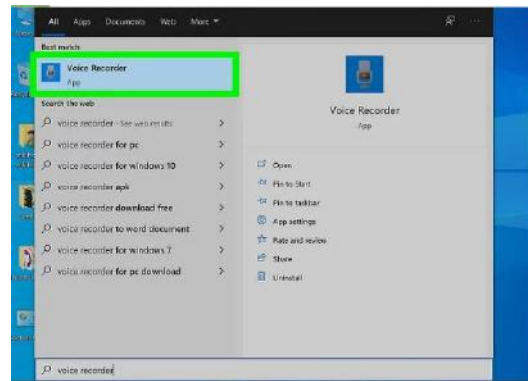 All Apps Documents Web More
Best match
Voice Recorder
App
Search the web
voice recorder - See web results
voice recorder for pc
voice recorder for windows 10
voice recorder apk
voice recorder download free
voice recorder to word document
voice recorder for windows 7
voice recorder for pc download
Voice Recorder
App
Open
Pin to Start
Pin to taskbar
App settings
Rate and review
Share
Uninstall
voice recorder